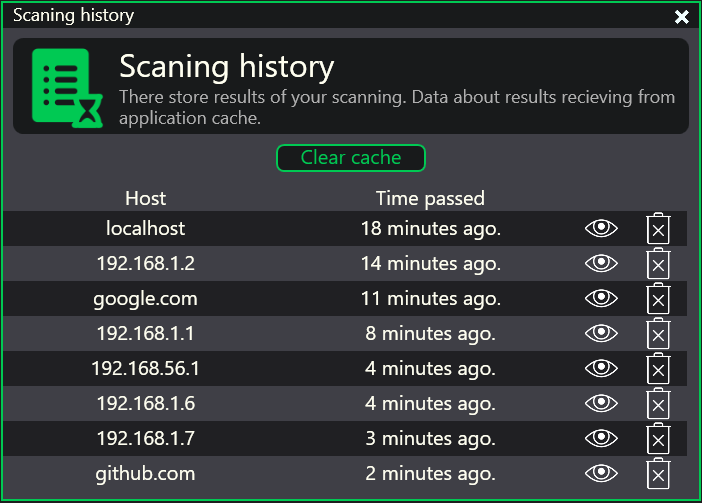 Scaning history
Scaning history
There store results of your scanning. Data about results recieving from
application cache.
Clear cache
Host Time passed
localhost 18 minutes ago.
192.168.1.2 14 minutes ago.
google.com 11 minutes ago.
192.168.1.1 8 minutes ago.
192.168.56.1 4 minutes ago.
192.168.1.6 4 minutes ago.
192.168.1.7 3 minutes ago.
github.com 2 minutes ago.